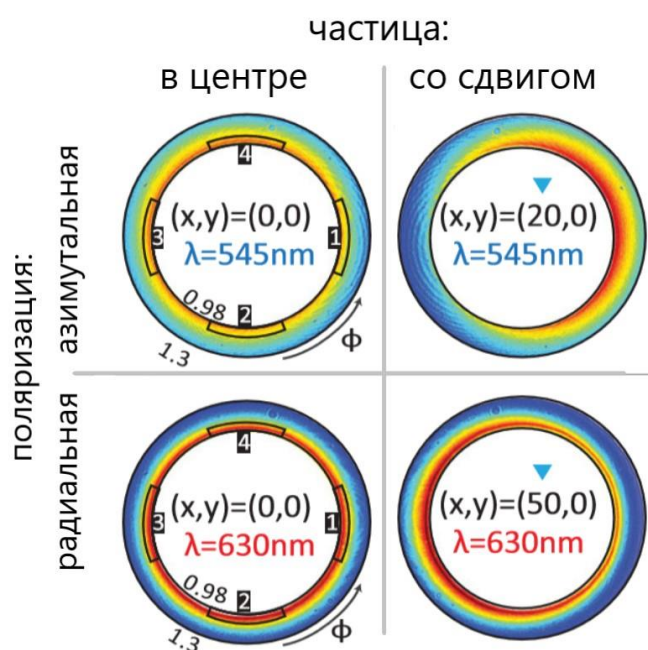 частица:
в центре
со сдвигом
поляризация:
азимутальная
4
(x,y)=(0,0)
3
1
λ=545nm
0.98
2
1.3
ϕ
(x,y)=(20,0)
λ=545nm
радиальная
4
(x,y)=(0,0)
3
1
λ=630nm
0.98
2
1.3
ϕ
(x,y)=(50,0)
λ=630nm